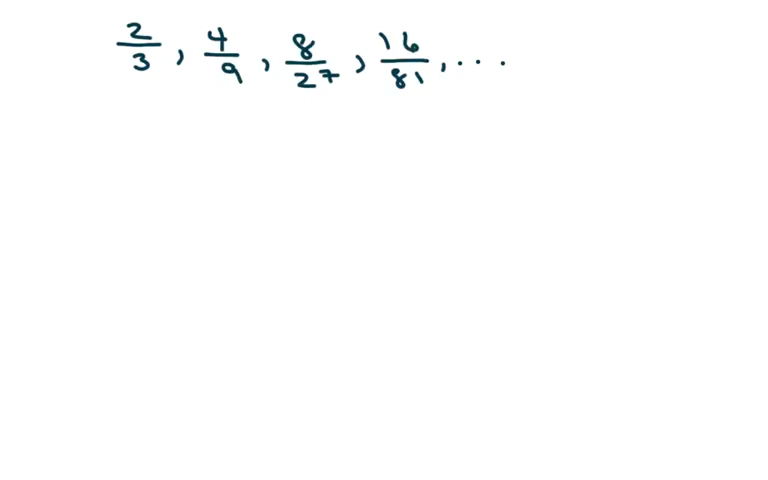 2/3, 4/9, 8/27, 16/81, ...